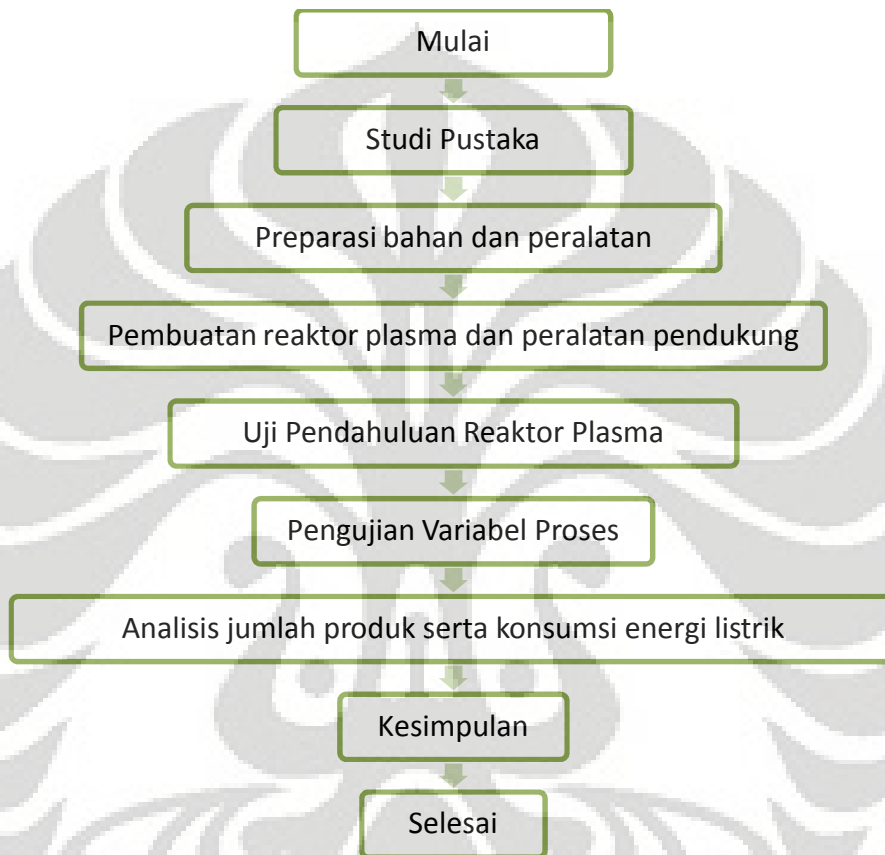 Mulai
Studi Pustaka
Preparasi bahan dan peralatan
Pembuatan reaktor plasma dan peralatan pendukung
Uji Pendahuluan Reaktor Plasma
Pengujian Variabel Proses
Analisis jumlah produk serta konsumsi energi listrik
Kesimpulan
Selesai